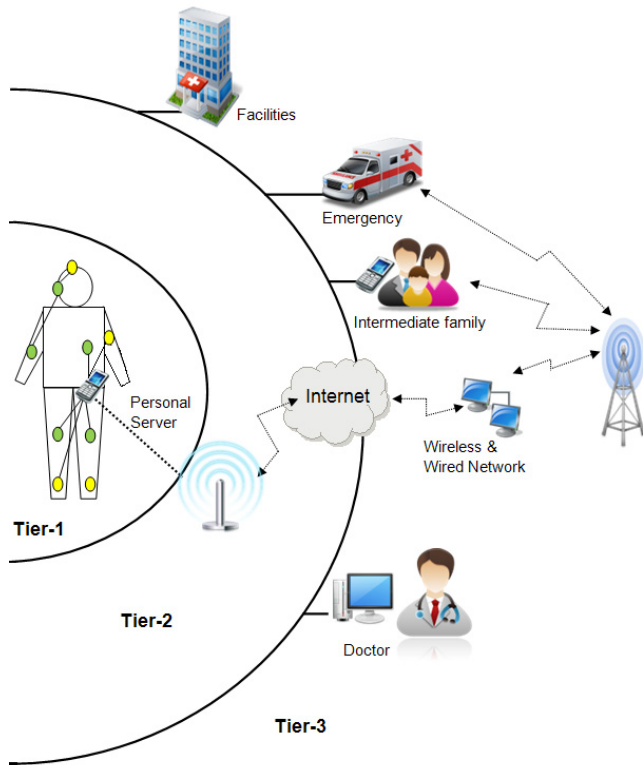 Facilities
Emergency
Intermediate family
Internet
Personal
Server
Wireless &
Wired Network
Tier-1
Tier-2
Doctor
Tier-3